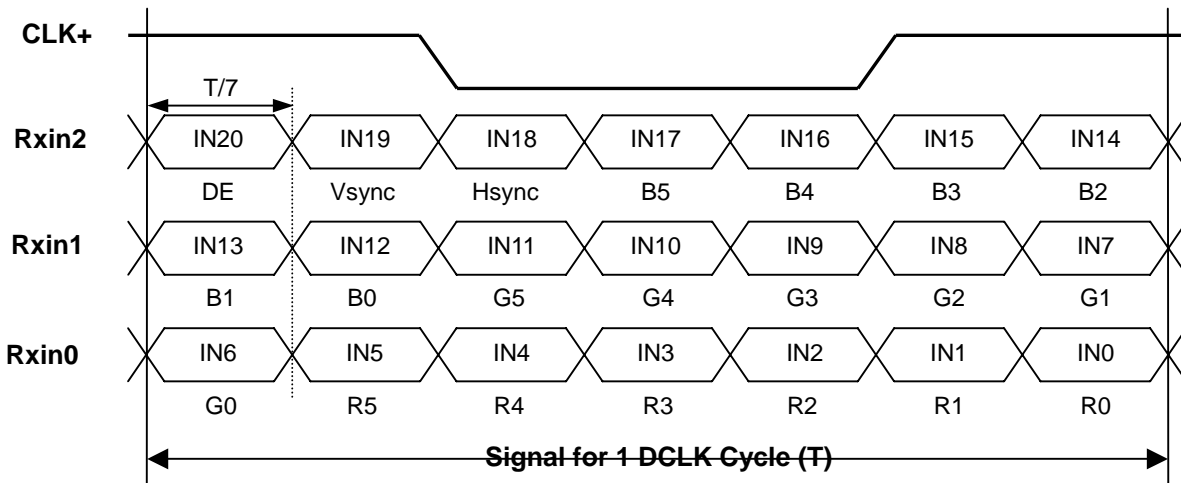 CLK+
T/7
Rxin2 IN20 IN19 IN18 IN17 IN16 IN15 IN14
DE Vsync Hsync B5 B4 B3 B2
Rxin1 IN13 IN12 IN11 IN10 IN9 IN8 IN7
B1 B0 G5 G4 G3 G2 G1
Rxin0 IN6 IN5 IN4 IN3 IN2 IN1 IN0
G0 R5 R4 R3 R2 R1 R0
Signal for 1 DCLK Cycle (T)